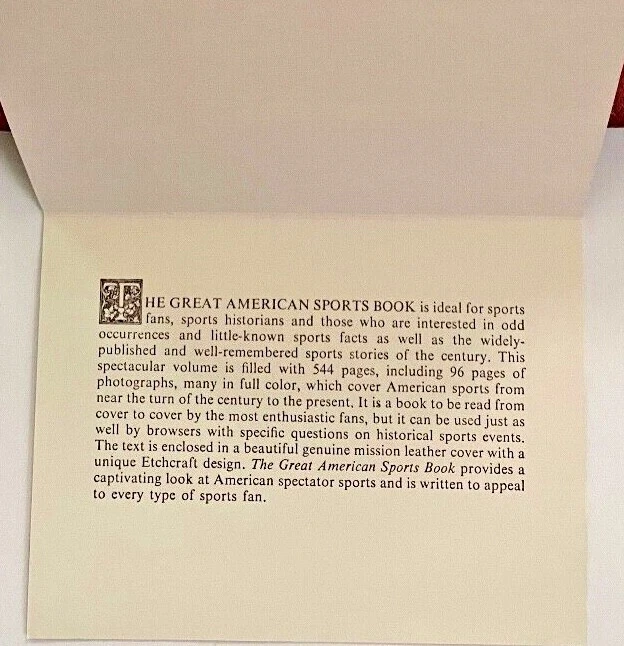 THE GREAT AMERICAN SPORTS BOOK is ideal for sports
fans, sports historians and those who are interested in odd
occurrences and little-known sports facts as well as the widely-
published and well-remembered sports stories of the century. This
spectacular volume is filled with 544 pages, including 96 pages of
photographs, many in full color, which cover American sports from
near the turn of the century to the present. It is a book to be read from
cover to cover by the most enthusiastic fans, but it can be used just as
well by browsers with specific questions on historical sports events.
The text is enclosed in a beautiful genuine mission leather cover with a
unique Etchcraft design. The Great American Sports Book provides a
captivating look at American spectator sports and is written to appeal
to every type of sports fan.